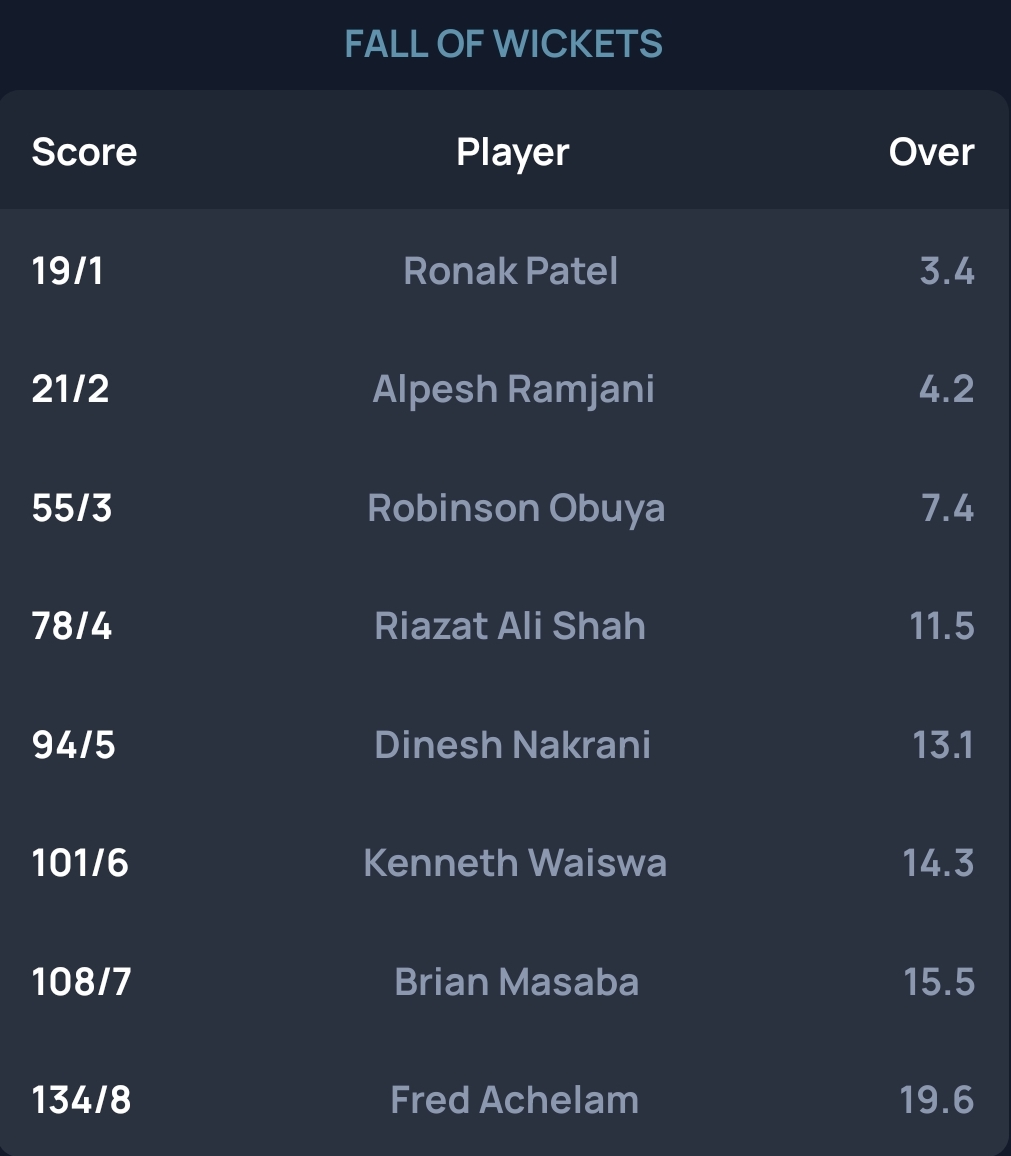 FALL OF WICKETS
Score Player Over
19/1 Ronak Patel 3.4
21/2 Alpesh Ramjani 4.2
55/3 Robinson Obuya 7.4
78/4 Riazat Ali Shah 11.5
94/5 Dinesh Nakrani 13.1
101/6 Kenneth Waiswa 14.3
108/7 Brian Masaba 15.5
134/8 Fred Achelam 19.6